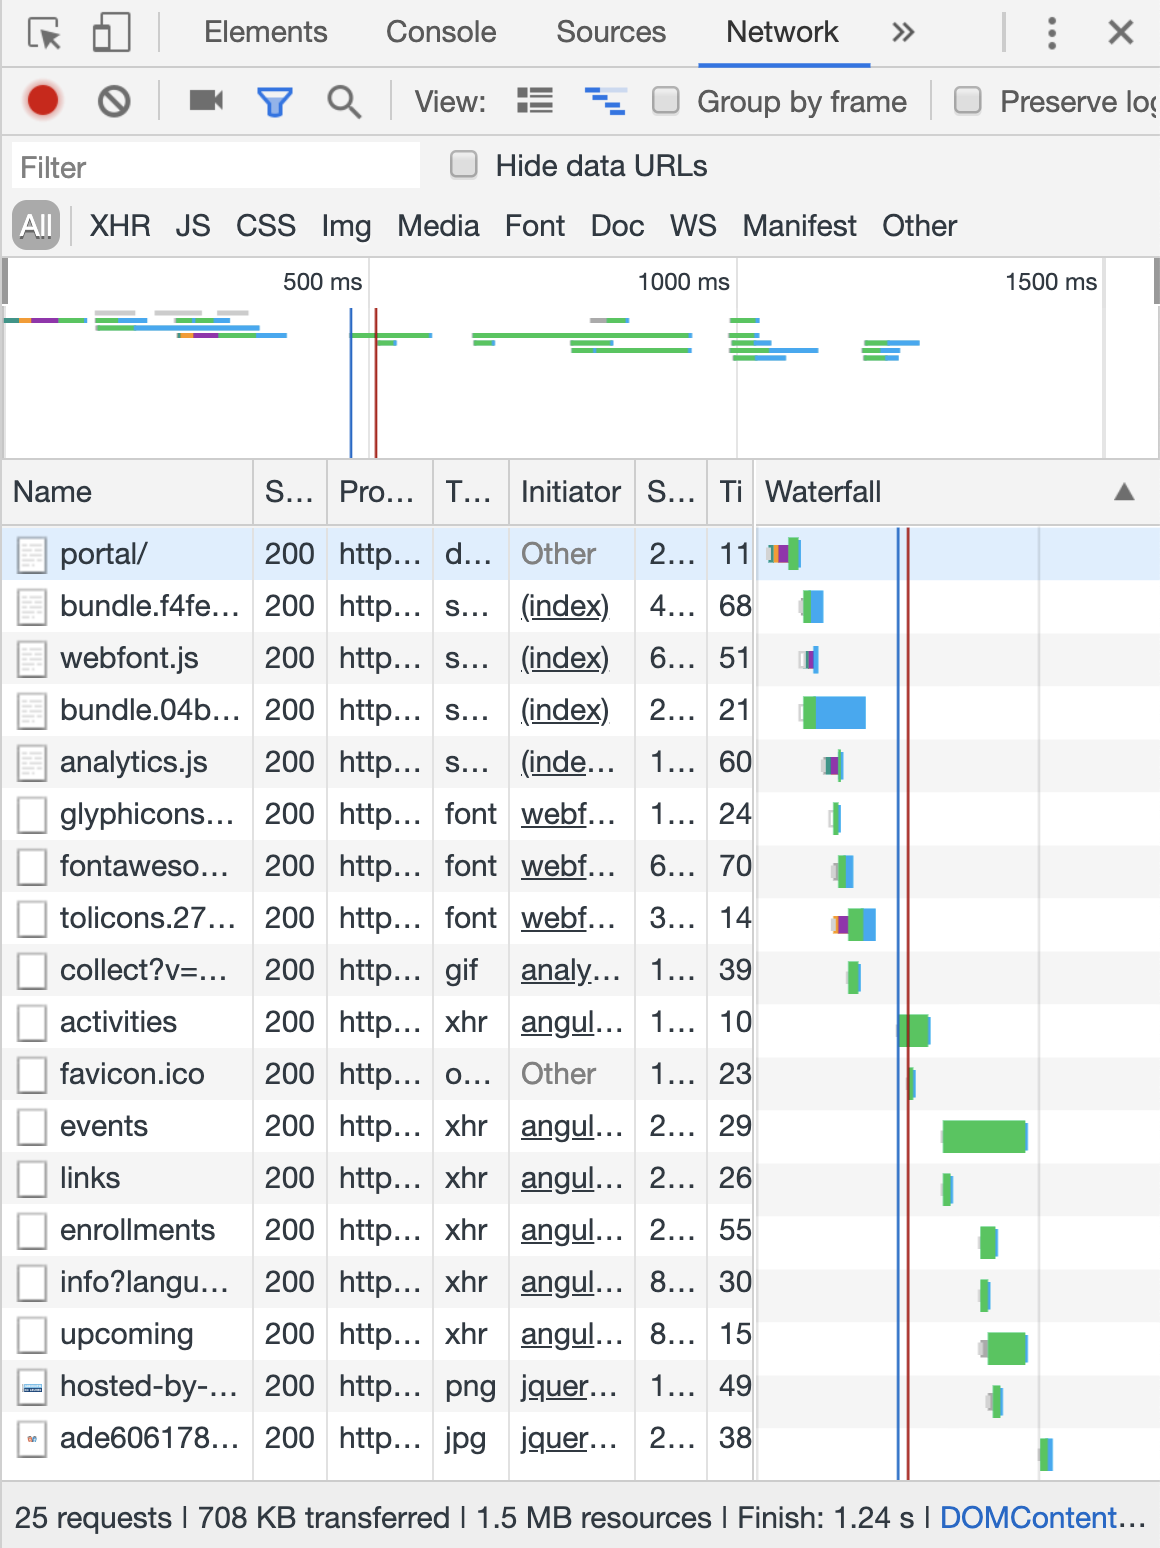 Elements Console Sources Network »
View: Group by frame Preserve log
Filter Hide data URLs
All XHR JS CSS Img Media Font Doc WS Manifest Other
500 ms 1000 ms 1500 ms
Name S... Pro... T... Initiator S... Ti Waterfall ▲
portal/ 200 http... d... Other 2... 11
bundle.f4fe... 200 http... s... (index) 4... 68
webfont.js 200 http... s... (index) 6... 51
bundle.04b... 200 http... s... (index) 2... 21
analytics.js 200 http... s... (inde... 1... 60
glyphicons... 200 http... font webf... 1... 24
fontaweso... 200 http... font webf... 6... 70
tolicons.27... 200 http... font webf... 3... 14
collect?v=... 200 http... gif analy... 1... 39
activities 200 http... xhr angul... 1... 10
favicon.ico 200 http... o... Other 1... 23
events 200 http... xhr angul... 2... 29
links 200 http... xhr angul... 2... 26
enrollments 200 http... xhr angul... 2... 55
info?langu... 200 http... xhr angul... 8... 30
upcoming 200 http... xhr angul... 8... 15
hosted-by-... 200 http... png jquer... 1... 49
ade606178... 200 http... jpg jquer... 2... 38
25 requests | 708 KB transferred | 1.5 MB resources | Finish: 1.24 s | DOMContent...